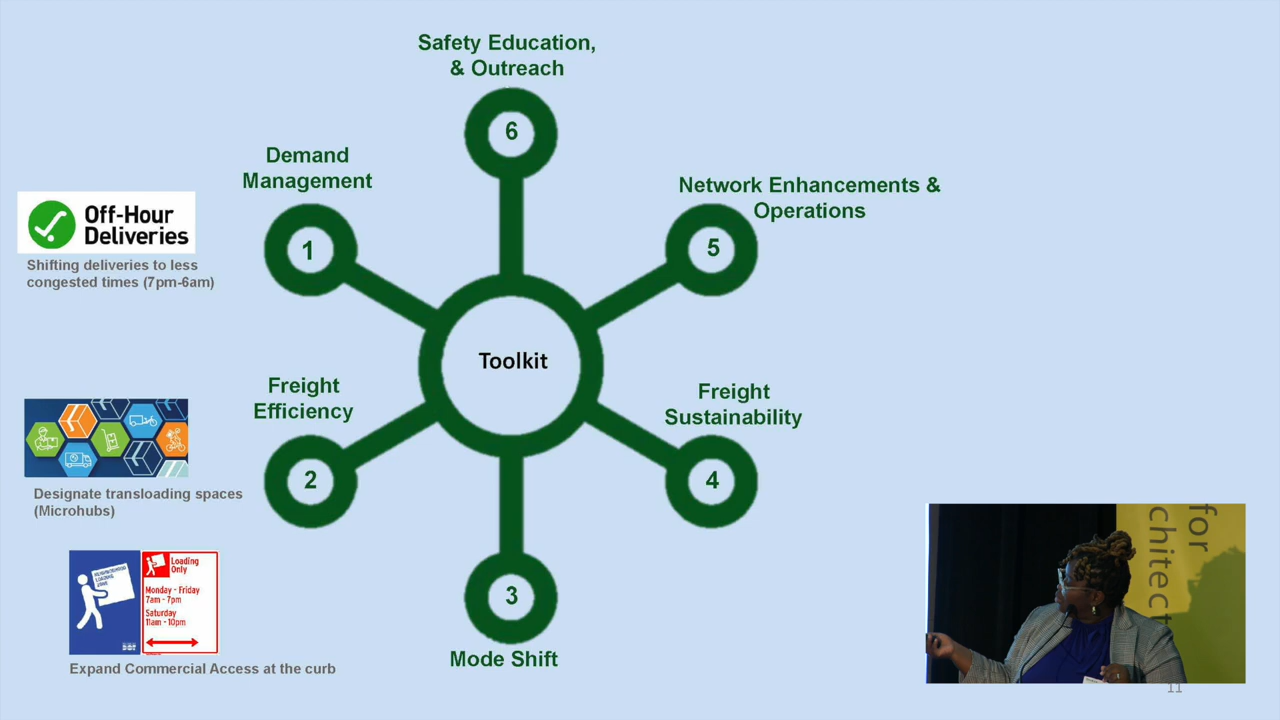 Safety Education,
& Outreach
6
Demand
Management
1
Off-Hour
Deliveries
Shifting deliveries to less
congested times (7pm-6am)
Network Enhancements &
Operations
5
Toolkit
Freight
Efficiency
2
Designate transloading spaces
(Microhubs)
Freight
Sustainability
4
Loading
Only
Monday - Friday
7am - 7pm
Saturday
11am - 10pm
Expand Commercial Access at the curb
3
Mode Shift
for
chitect
11